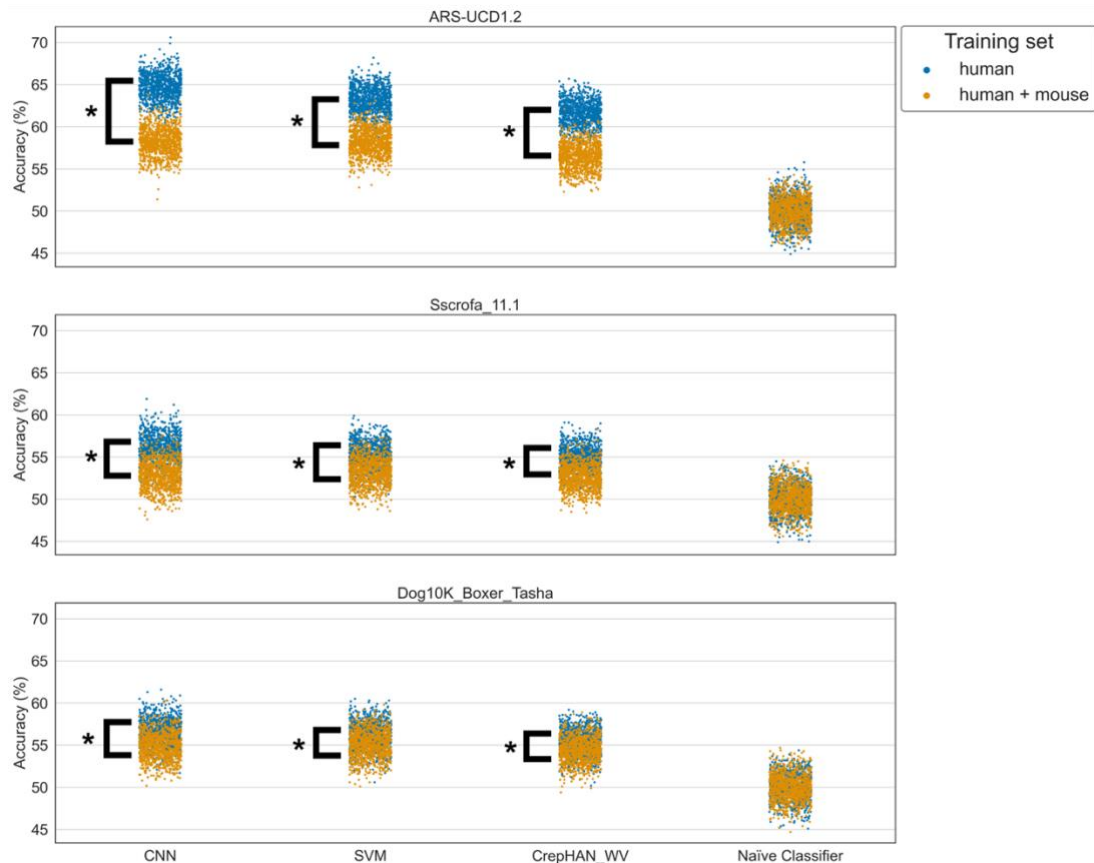 ARS-UCD1.2
70
65
60
55
50
45
Accuracy (%)
*
*
*
Training set
human
human + mouse
Sscrofa_11.1
70
65
60
55
50
45
Accuracy (%)
*
*
*
Dog10K_Boxer_Tasha
70
65
60
55
50
45
Accuracy (%)
*
*
*
CNN SVM CrepHAN_WV Naïve Classifier